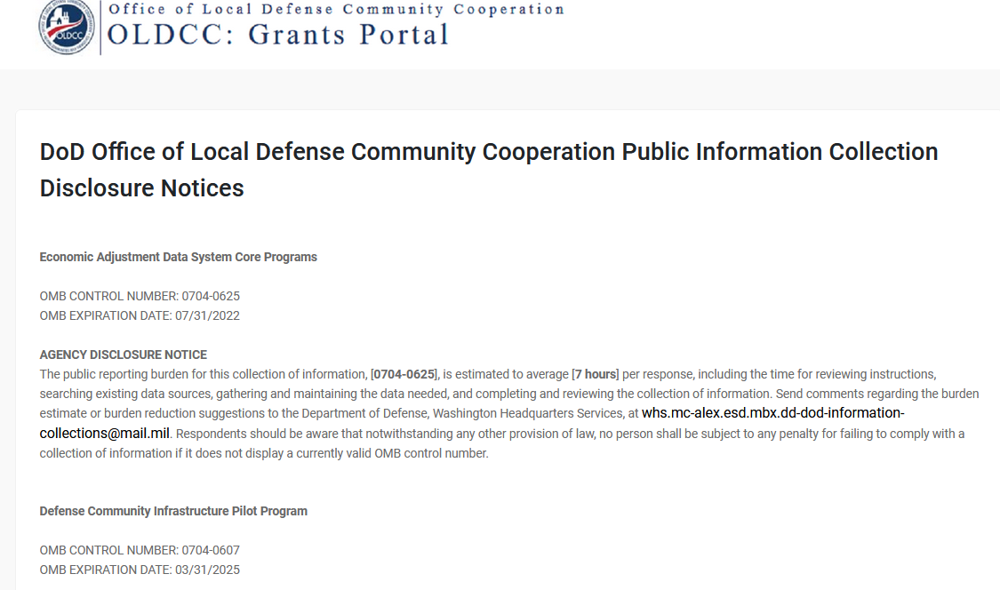 Office of Local Defense Community Cooperation
OLDCC: Grants Portal
OLDCC
DoD Office of Local Defense Community Cooperation Public Information Collection
Disclosure Notices
Economic Adjustment Data System Core Programs
OMB CONTROL NUMBER: 0704-0625
OMB EXPIRATION DATE: 07/31/2022
AGENCY DISCLOSURE NOTICE
The public reporting burden for this collection of information, [0704-0625], is estimated to average [7 hours] per response, including the time for reviewing instructions,
searching existing data sources, gathering and maintaining the data needed, and completing and reviewing the collection of information. Send comments regarding the burden
estimate or burden reduction suggestions to the Department of Defense, Washington Headquarters Services, at whs.mc-alex.esd.mbx.dd-dod-information-
collections@mail.mil. Respondents should be aware that notwithstanding any other provision of law, no person shall be subject to any penalty for failing to comply with a
collection of information if it does not display a currently valid OMB control number.
Defense Community Infrastructure Pilot Program
OMB CONTROL NUMBER: 0704-0607
OMB EXPIRATION DATE: 03/31/2025